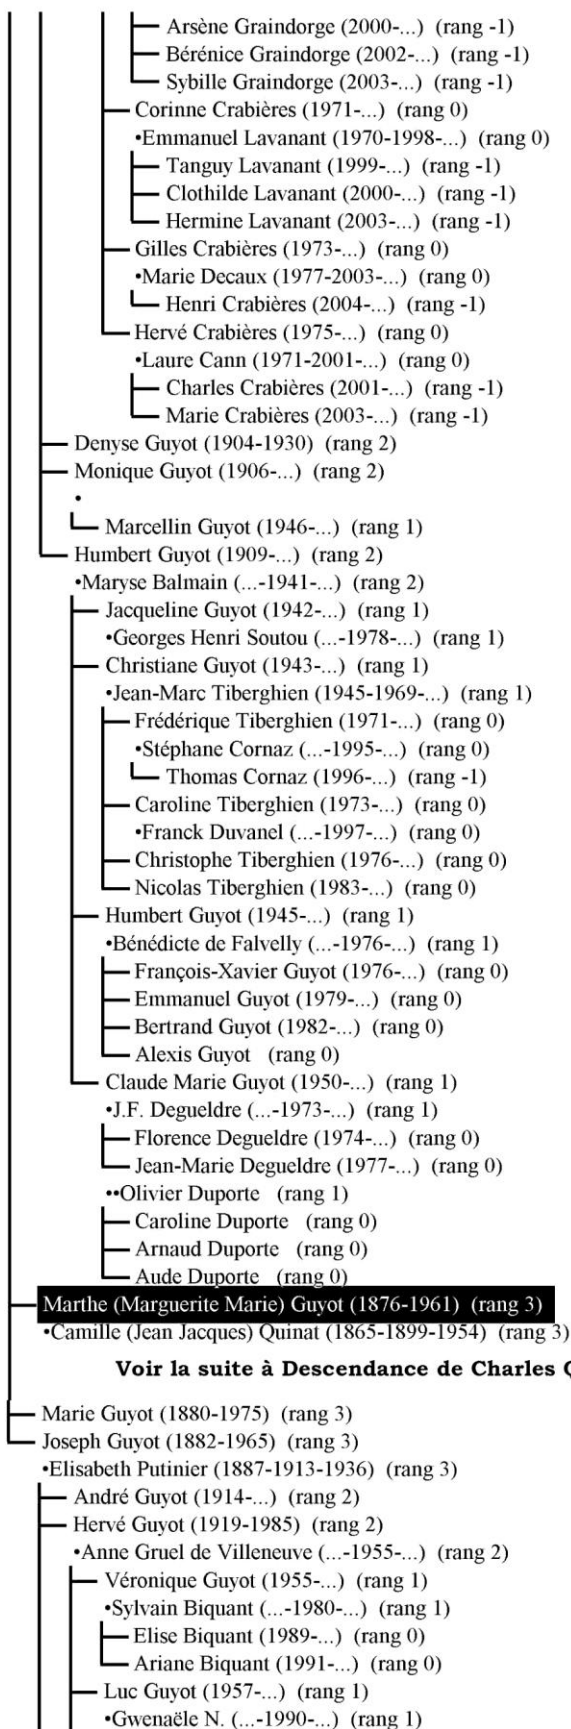 Arsène Graindorge (2000-...) (rang -1)
Bérénice Graindorge (2002-...) (rang -1)
Sybille Graindorge (2003-...) (rang -1)
Corinne Crabières (1971-...) (rang 0)
•Emmanuel Lavanant (1970-1998-...) (rang 0)
Tanguy Lavanant (1999-...) (rang -1)
Clothilde Lavanant (2000-...) (rang -1)
Hermine Lavanant (2003-...) (rang -1)
Gilles Crabières (1973-...) (rang 0)
•Marie Decaux (1977-2003-...) (rang 0)
Henri Crabières (2004-...) (rang -1)
Hervé Crabières (1975-...) (rang 0)
•Laure Cann (1971-2001-...) (rang 0)
Charles Crabières (2001-...) (rang -1)
Marie Crabières (2003-...) (rang -1)
Denyse Guyot (1904-1930) (rang 2)
Monique Guyot (1906-...) (rang 2)
•
Marcellin Guyot (1946-...) (rang 1)
Humbert Guyot (1909-...) (rang 2)
•Maryse Balmain (...-1941-...) (rang 2)
Jacqueline Guyot (1942-...) (rang 1)
•Georges Henri Soutou (...-1978-...) (rang 1)
Christiane Guyot (1943-...) (rang 1)
•Jean-Marc Tiberghien (1945-1969-...) (rang 1)
Frédérique Tiberghien (1971-...) (rang 0)
•Stéphane Cornaz (...-1995-...) (rang 0)
Thomas Cornaz (1996-...) (rang -1)
Caroline Tiberghien (1973-...) (rang 0)
•Franck Duvanel (...-1997-...) (rang 0)
Christophe Tiberghien (1976-...) (rang 0)
Nicolas Tiberghien (1983-...) (rang 0)
Humbert Guyot (1945-...) (rang 1)
•Bénédicte de Falvelly (...-1976-...) (rang 1)
François-Xavier Guyot (1976-...) (rang 0)
Emmanuel Guyot (1979-...) (rang 0)
Bertrand Guyot (1982-...) (rang 0)
Alexis Guyot (rang 0)
Claude Marie Guyot (1950-...) (rang 1)
•J.F. Degueldre (...-1973-...) (rang 1)
Florence Degueldre (1974-...) (rang 0)
Jean-Marie Degueldre (1977-...) (rang 0)
••Olivier Duporte (rang 1)
Caroline Duporte (rang 0)
Arnaud Duporte (rang 0)
Aude Duporte (rang 0)
Marthe (Marguerite Marie) Guyot (1876-1961) (rang 3)
•Camille (Jean Jacques) Quinat (1865-1899-1954) (rang 3)
Voir la suite à Descendance de Charles
Marie Guyot (1880-1975) (rang 3)
Joseph Guyot (1882-1965) (rang 3)
•Elisabeth Putinier (1887-1913-1936) (rang 3)
André Guyot (1914-...) (rang 2)
Hervé Guyot (1919-1985) (rang 2)
•Anne Gruel de Villeneuve (...-1955-...) (rang 2)
Véronique Guyot (1955-...) (rang 1)
•Sylvain Biquant (...-1980-...) (rang 1)
Elise Biquant (1989-...) (rang 0)
Ariane Biquant (1991-...) (rang 0)
Luc Guyot (1957-...) (rang 1)
•Gwenaële N. (...-1990-...) (rang 1)